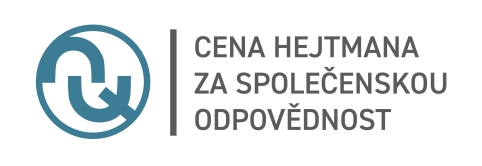 CENA HEJTMANA
ZA SPOLEČENSKOU
ODPOVĚDNOST